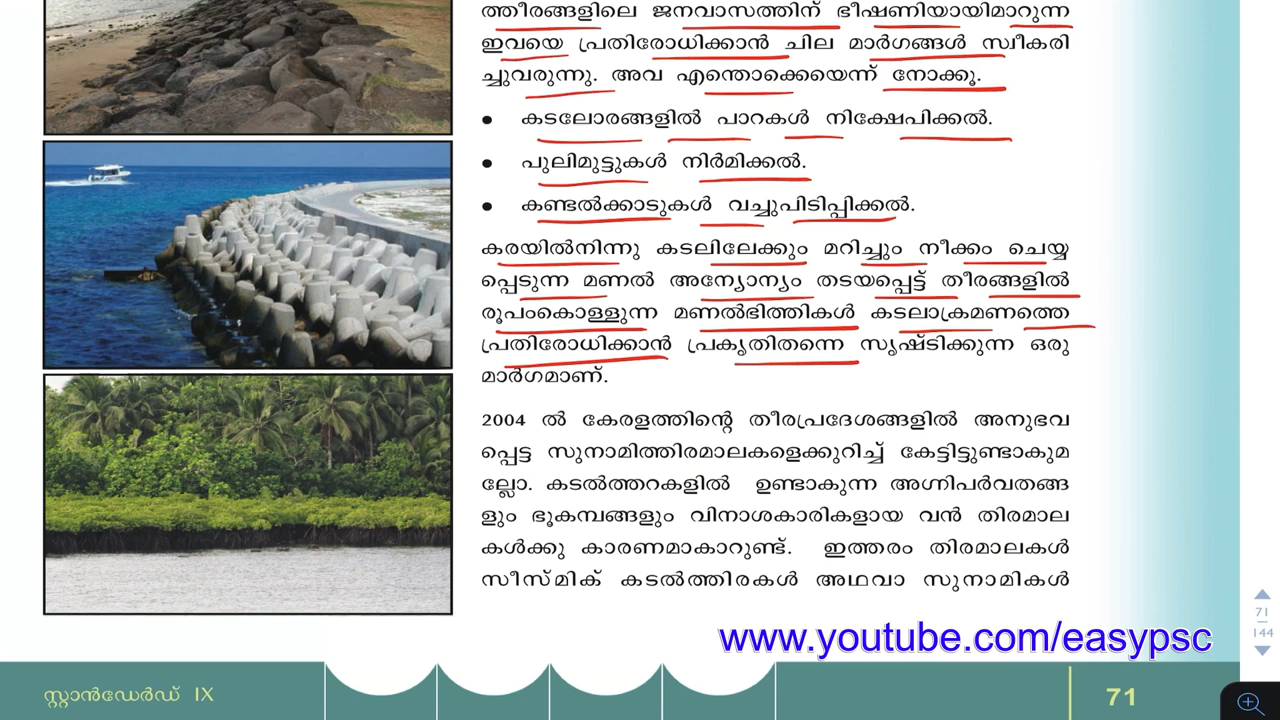 ത്തീരങ്ങളിലെ ജനവാസത്തിന് ഭീഷണിയായിമാറുന്ന
ഇവയെ പ്രതിരോധിക്കാൻ ചില മാർഗങ്ങൾ സ്വീകരി
ച്ചുവരുന്നു. അവ എന്തൊക്കെയെന്ന് നോക്കൂ.
• കടലോരങ്ങളിൽ പാറകൾ നിക്ഷേപിക്കൽ.
• പുലിമുട്ടുകൾ നിർമിക്കൽ.
• കണ്ടൽക്കാടുകൾ വച്ചുപിടിപ്പിക്കൽ.
കരയിൽനിന്നു കടലിലേക്കും മറിച്ചും നീക്കം ചെയ്യ
പ്പെടുന്ന മണൽ അന്യോന്യം തടയപ്പെട്ട് തീരങ്ങളിൽ
രൂപംകൊള്ളുന്ന മണൽഭിത്തികൾ കടലാക്രമണത്തെ
പ്രതിരോധിക്കാൻ പ്രകൃതിതന്നെ സൃഷ്ടിക്കുന്ന ഒരു
മാർഗമാണ്.
2004 ൽ കേരളത്തിന്റെ തീരപ്രദേശങ്ങളിൽ അനുഭവ
പ്പെട്ട സുനാമിത്തിരമാലകളെക്കുറിച്ച് കേട്ടിട്ടുണ്ടാകുമ
ല്ലോ. കടൽത്തറകളിൽ ഉണ്ടാകുന്ന അഗ്നിപർവതങ്ങ
ളും ഭൂകമ്പങ്ങളും വിനാശകാരികളായ വൻ തിരമാല
കൾക്കു കാരണമാകാറുണ്ട്. ഇത്തരം തിരമാലകൾ
സീസ്മിക് കടൽത്തിരകൾ അഥവാ സുനാമികൾ
71
144
www.youtube.com/easypsc
സ്റ്റാൻഡേർഡ് IX
71